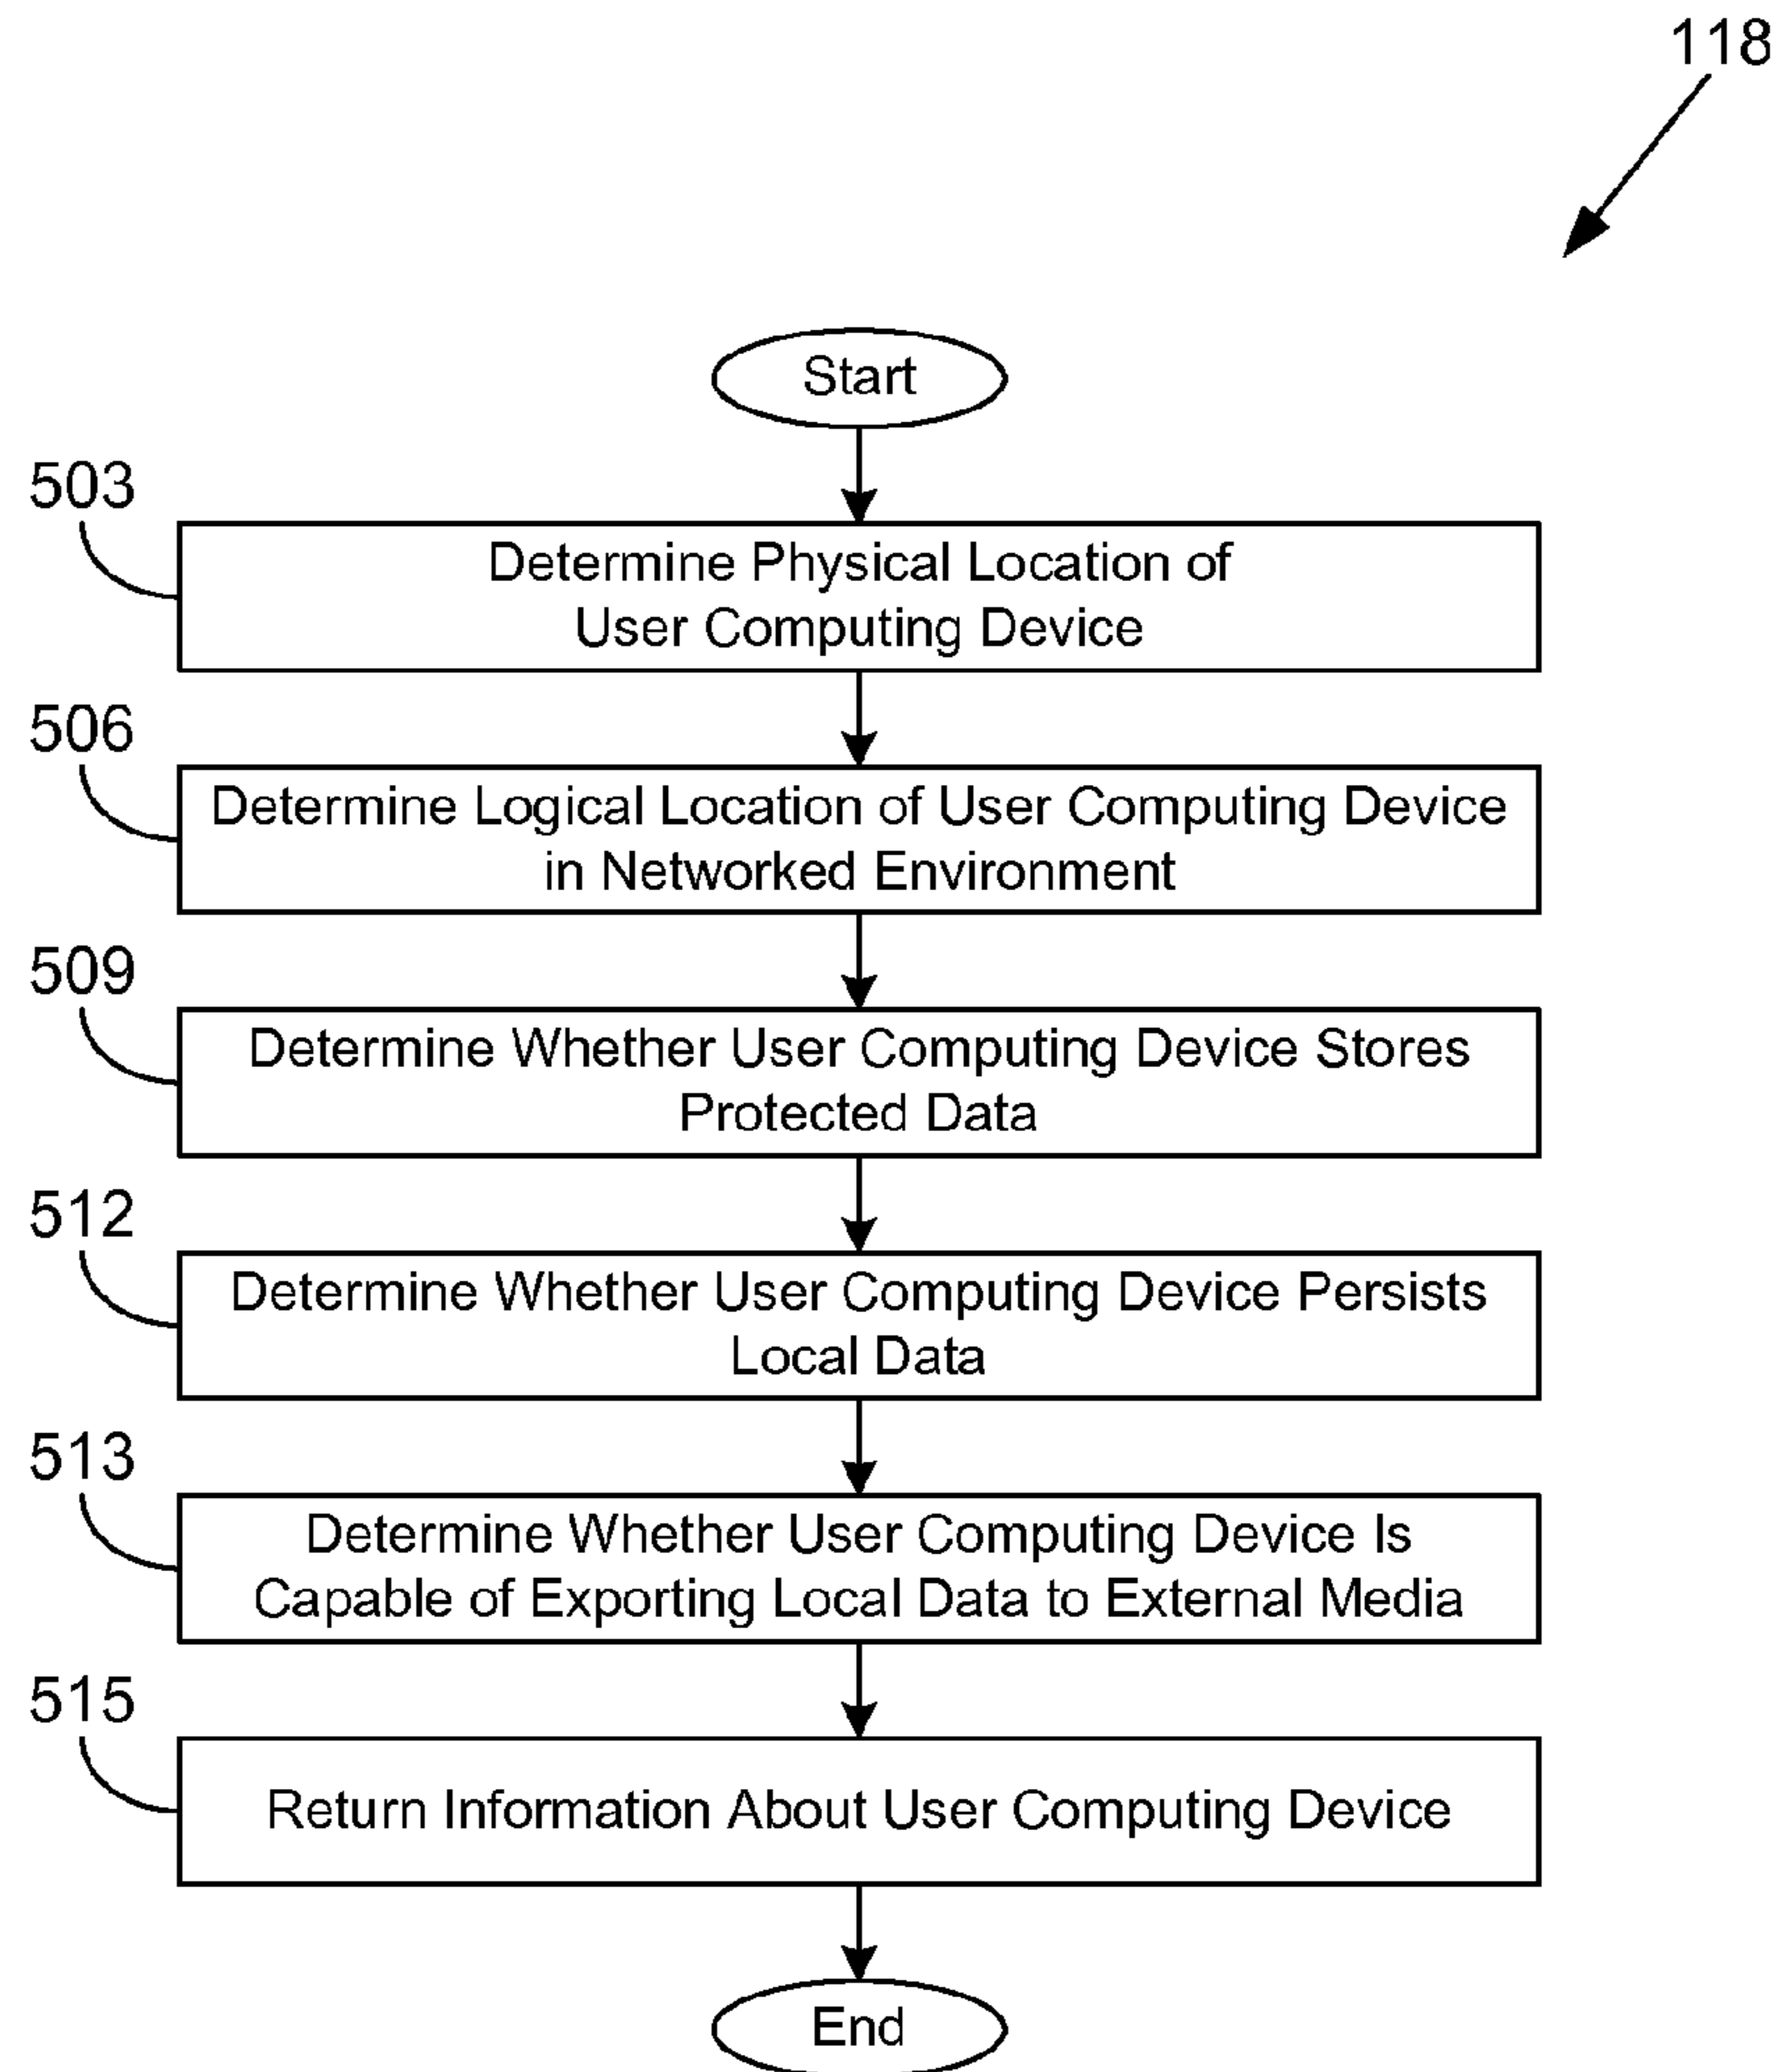 118
Start
503
Determine Physical Location of
User Computing Device
506
Determine Logical Location of User Computing Device
in Networked Environment
509
Determine Whether User Computing Device Stores
Protected Data
512
Determine Whether User Computing Device Persists
Local Data
513
Determine Whether User Computing Device Is
Capable of Exporting Local Data to External Media
515
Return Information About User Computing Device
End